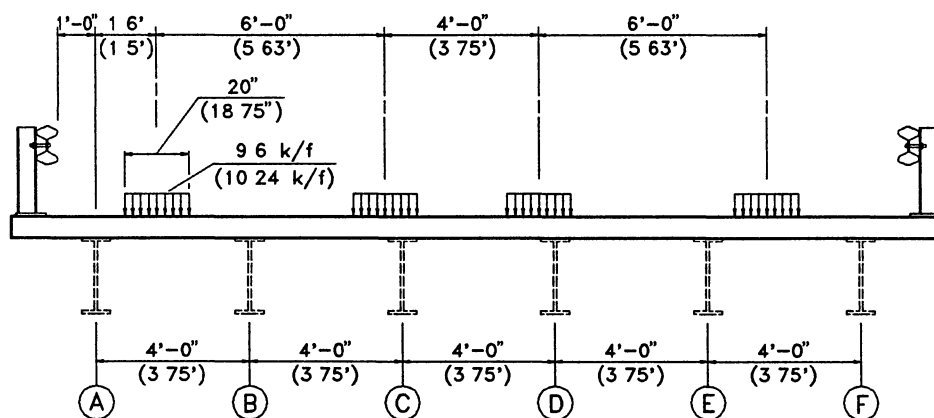 1'-0" 1 6' 6'-0" 4'-0" 6'-0"
(1 5') (5 63') (3 75') (5 63')
20"
(18 75")
9 6 k/f
(10 24 k/f)
4'-0" 4'-0" 4'-0" 4'-0" 4'-0"
(3 75') (3 75') (3 75') (3 75') (3 75')
A B C D E F